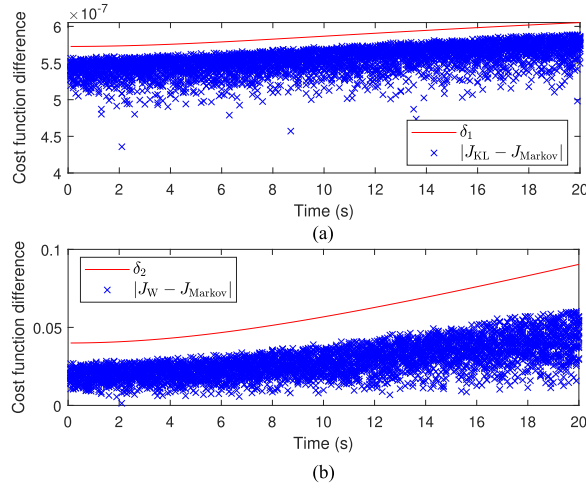 ×10⁻⁷
6
5.5
5
4.5
4
Cost function difference
δ₁
|J_KL − J_Markov|
0 2 4 6 8 10 12 14 16 18 20
Time (s)
(a)
0.1
0.05
0
Cost function difference
δ₂
|J_W − J_Markov|
0 2 4 6 8 10 12 14 16 18 20
Time (s)
(b)